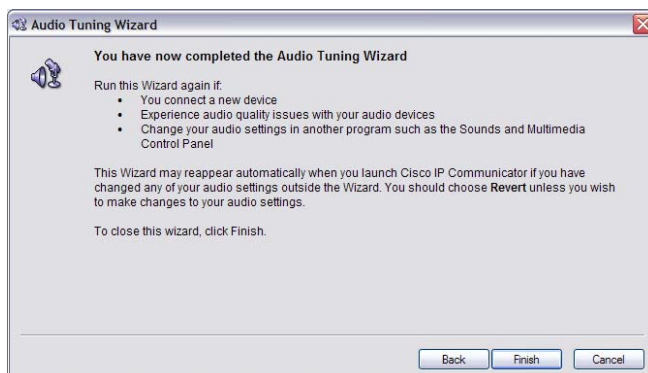 Audio Tuning Wizard
You have now completed the Audio Tuning Wizard
Run this Wizard again if:
• You connect a new device
• Experience audio quality issues with your audio devices
• Change your audio settings in another program such as the Sounds and Multimedia
Control Panel
This Wizard may reappear automatically when you launch Cisco IP Communicator if you have
changed any of your audio settings outside the Wizard. You should choose Revert unless you wish
to make changes to your audio settings.
To close this wizard, click Finish.
Back Finish Cancel